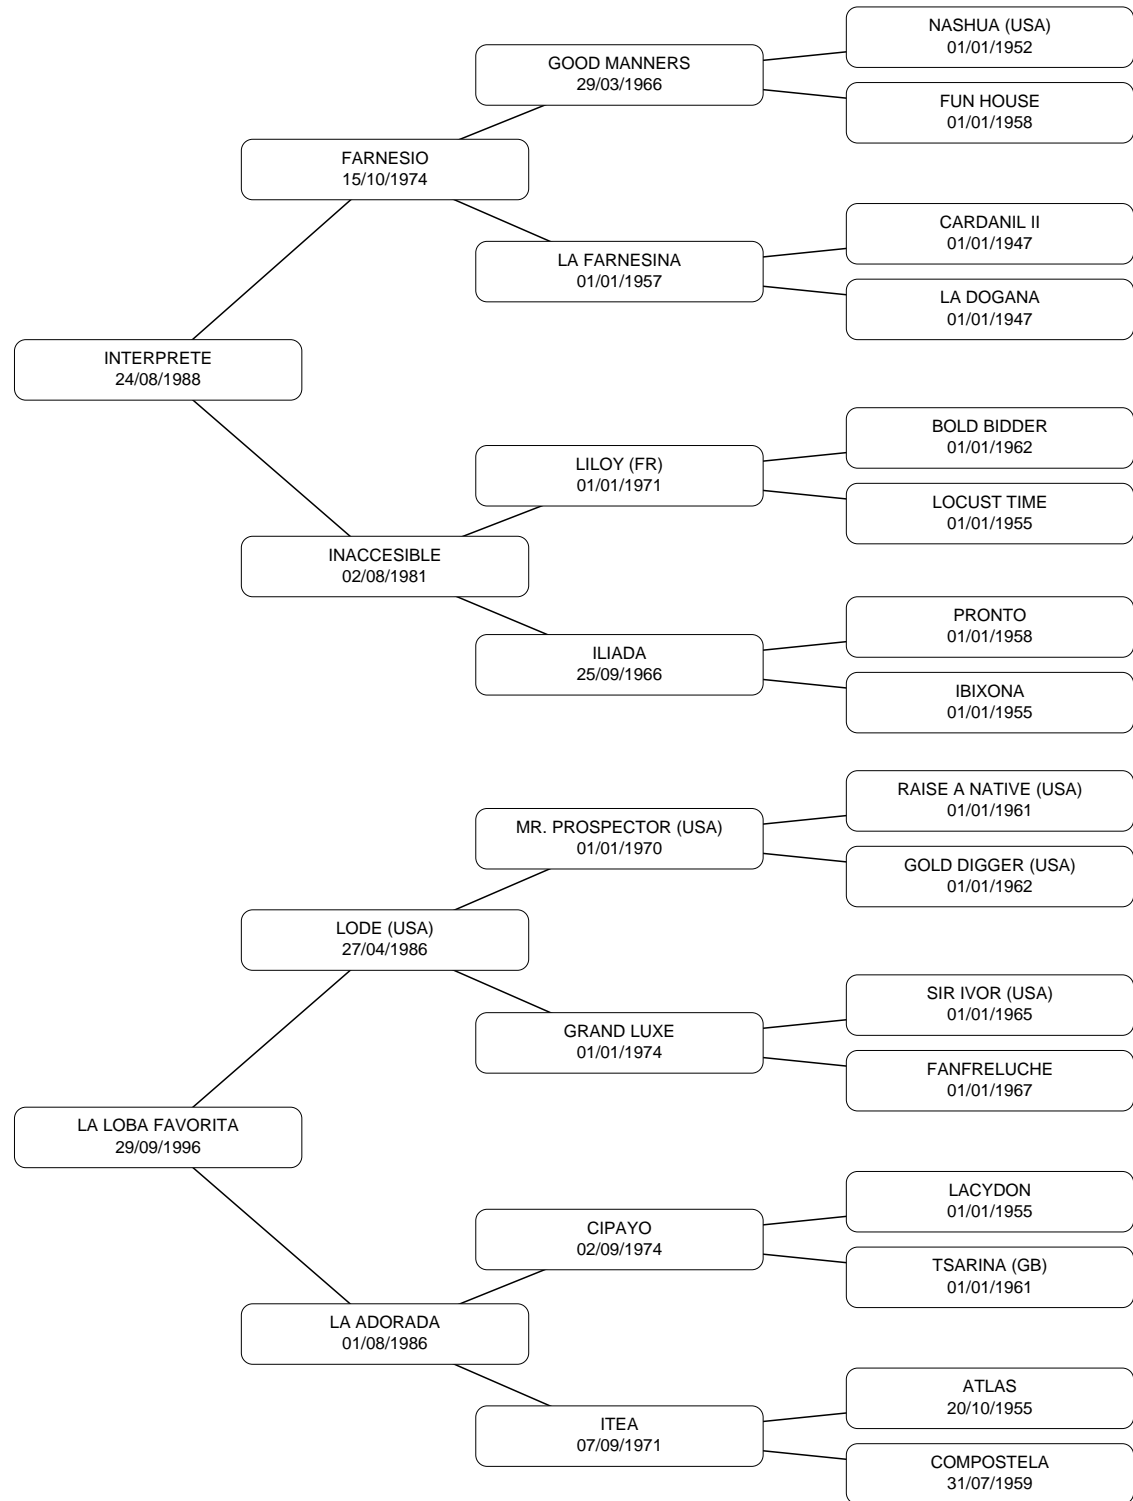 NASHUA (USA)
01/01/1952
GOOD MANNERS
29/03/1966
FUN HOUSE
01/01/1958
FARNESIO
15/10/1974
CARDANIL II
01/01/1947
LA FARNESINA
01/01/1957
LA DOGANA
01/01/1947
INTERPRETE
24/08/1988
BOLD BIDDER
01/01/1962
LILOY (FR)
01/01/1971
LOCUST TIME
01/01/1955
INACCESIBLE
02/08/1981
PRONTO
01/01/1958
ILIADA
25/09/1966
IBIXONA
01/01/1955
RAISE A NATIVE (USA)
01/01/1961
MR. PROSPECTOR (USA)
01/01/1970
GOLD DIGGER (USA)
01/01/1962
LODE (USA)
27/04/1986
SIR IVOR (USA)
01/01/1965
GRAND LUXE
01/01/1974
FANFRELUCHE
01/01/1967
LA LOBA FAVORITA
29/09/1996
LACYDON
01/01/1955
CIPAYO
02/09/1974
TSARINA (GB)
01/01/1961
LA ADORADA
01/08/1986
ATLAS
20/10/1955
ITEA
07/09/1971
COMPOSTELA
31/07/1959